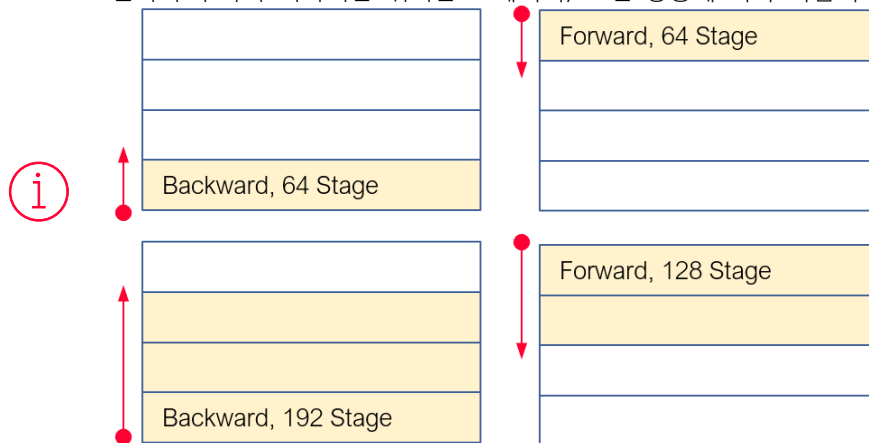 Forward, 64 Stage
Backward, 64 Stage
Forward, 128 Stage
Backward, 192 Stage